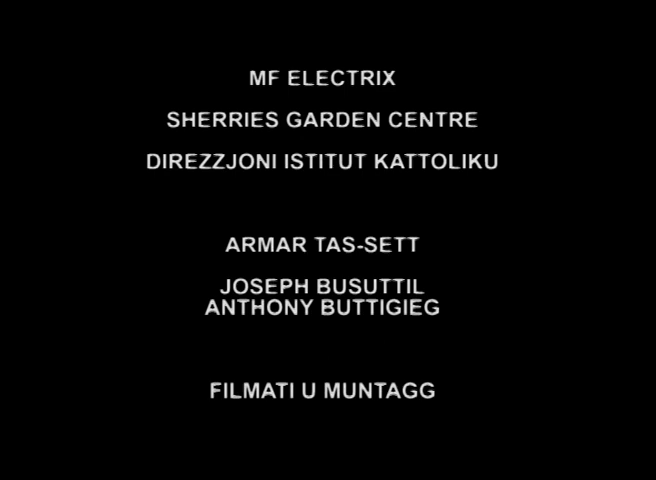 MF ELECTRIX
SHERRIES GARDEN CENTRE
DIREZZJONI ISTITUT KATTOLIKU
ARMAR TAS-SETT
JOSEPH BUSUTTIL
ANTHONY BUTTIGIEG
FILMATI U MUNTAGG